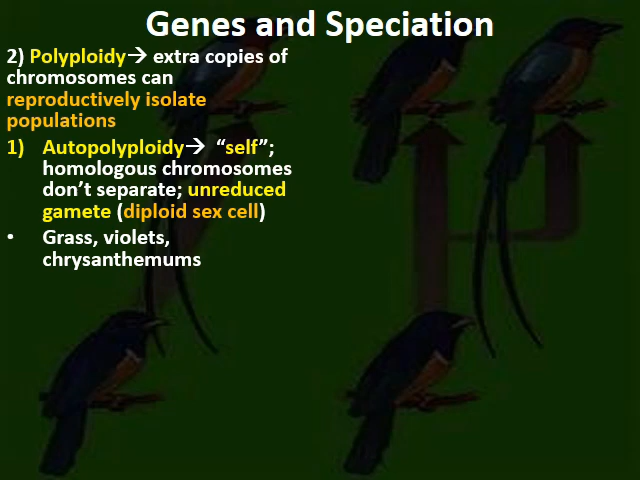 Genes and Speciation
2) Polyploidy→ extra copies of
chromosomes can
reproductively isolate
populations
1) Autopolyploidy→ “self”;
homologous chromosomes
don’t separate; unreduced
gamete (diploid sex cell)
• Grass, violets,
chrysanthemums